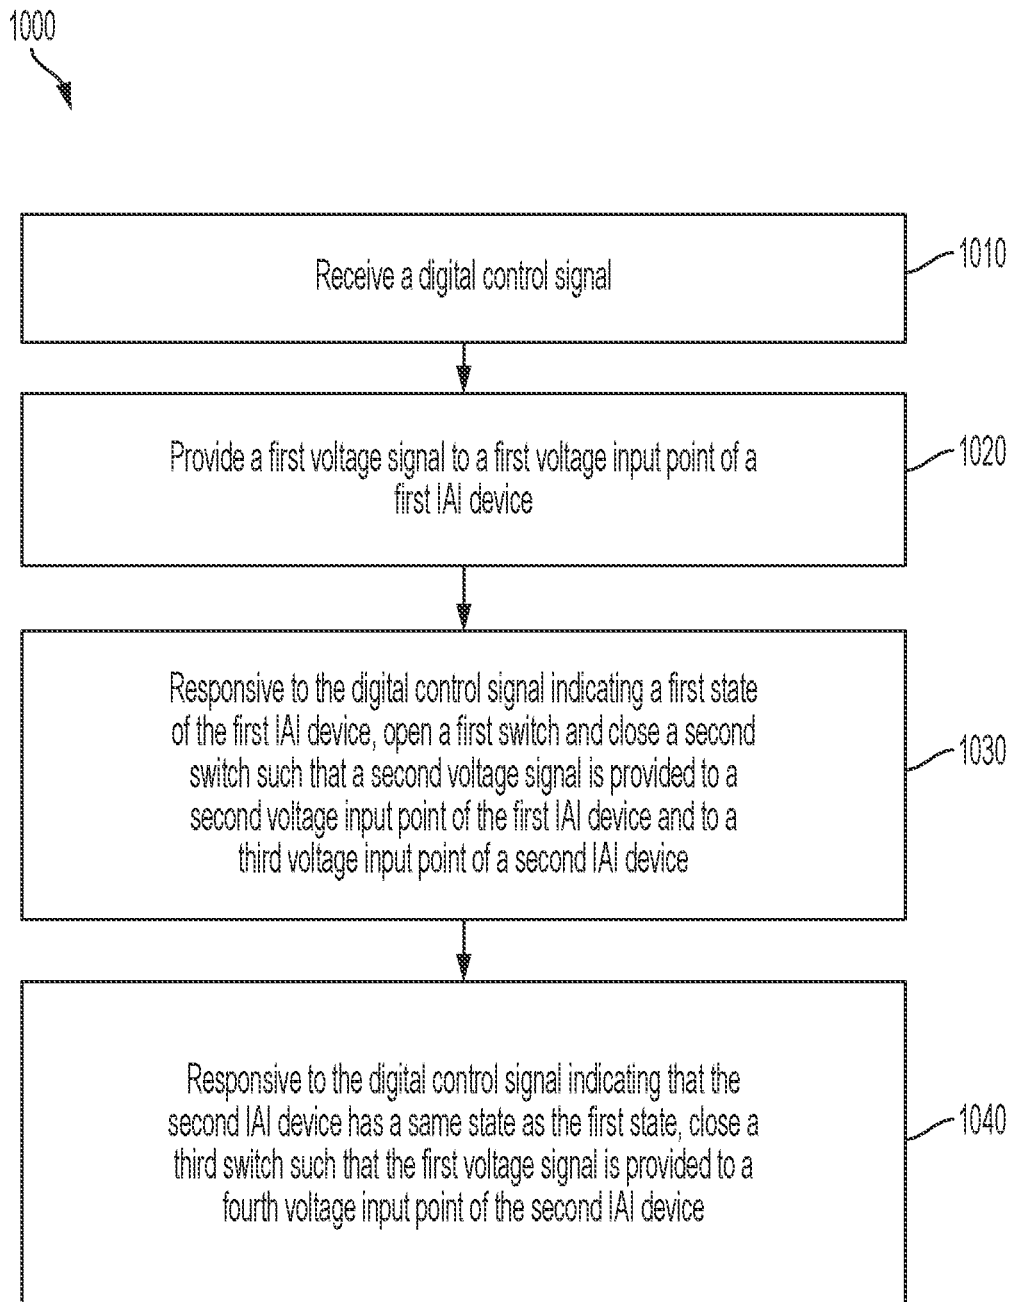 1000
Receive a digital control signal
1010
Provide a first voltage signal to a first voltage input point of a
first IAI device
1020
Responsive to the digital control signal indicating a first state
of the first IAI device, open a first switch and close a second
switch such that a second voltage signal is provided to a
second voltage input point of the first IAI device and to a
third voltage input point of a second IAI device
1030
Responsive to the digital control signal indicating that the
second IAI device has a same state as the first state, close a
third switch such that the first voltage signal is provided to a
fourth voltage input point of the second IAI device
1040